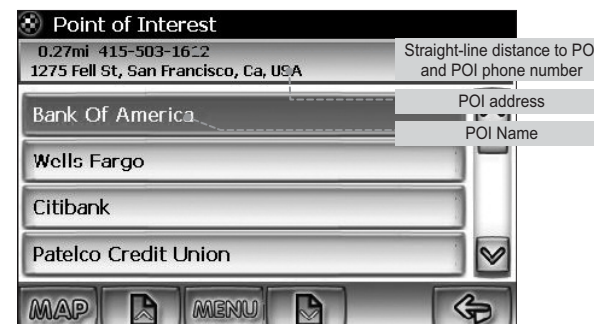 Point of Interest
0.27mi 415-503-1612
1275 Fell St, San Francisco, Ca, USA
Straight-line distance to PO
and POI phone number
POI address
POI Name
Bank Of America
Wells Fargo
Citibank
Patelco Credit Union
MAP
MENU